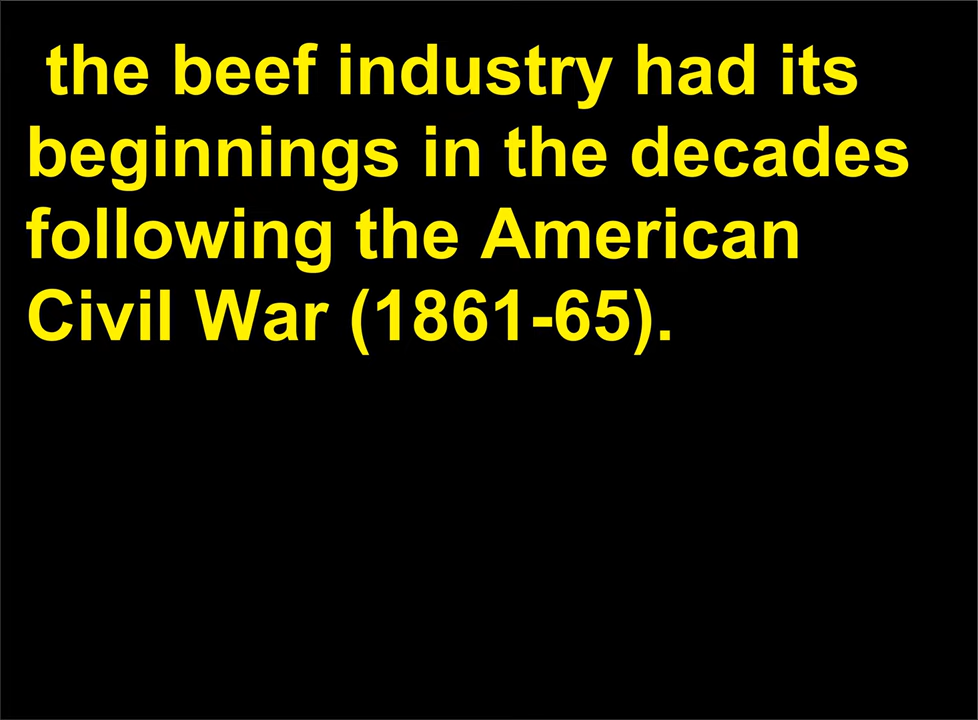 the beef industry had its
beginnings in the decades
following the American
Civil War (1861-65).